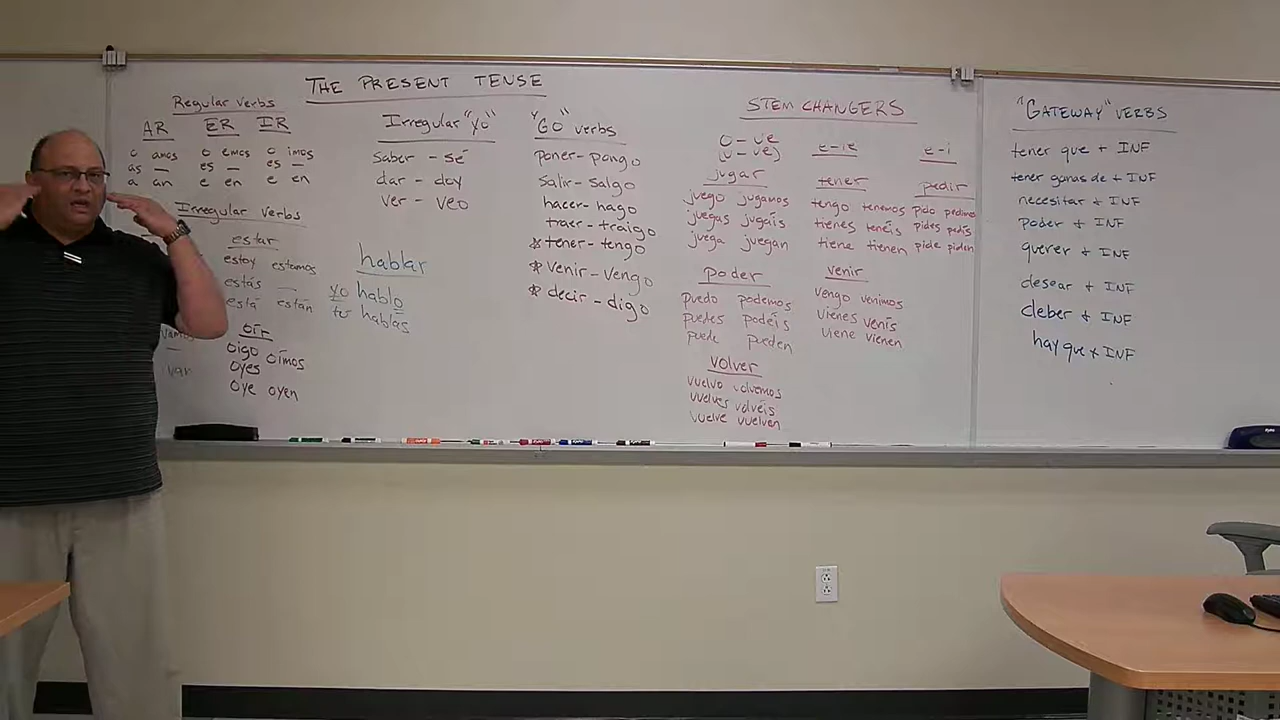 THE PRESENT TENSE
Regular verbs
AR ER IR
o amos o emos o imos
as — es — es —
a an e en e en
Irregular verbs
estar
estoy estamos
estás —
está están
vamos
—
van
oír
oigo oímos
oyes
oye oyen
Irregular "yo"
saber - sé
dar - doy
ver - veo
hablar
yo hablo
tu hablas
"GO" verbs
poner - pongo
salir - salgo
hacer - hago
traer - traigo
* tener - tengo
* venir - vengo
* decir - digo
STEM CHANGERS
o - ue
(u - ue)
jugar
juego jugamos
juegas jugaís
juega juegan
poder
puedo podemos
puedes podeís
puede pueden
volver
vuelvo volvemos
vuelves volvéis
vuelve vuelven
e - ie
tener
tengo tenemos
tienes teneís
tiene tienen
venir
vengo venimos
vienes venís
viene vienen
e - i
pedir
pido pedimos
pides pedís
pide piden
"GATEWAY" VERBS
tener que + INF
tener ganas de + INF
necesitar + INF
poder + INF
querer + INF
desear + INF
deber + INF
hay que + INF